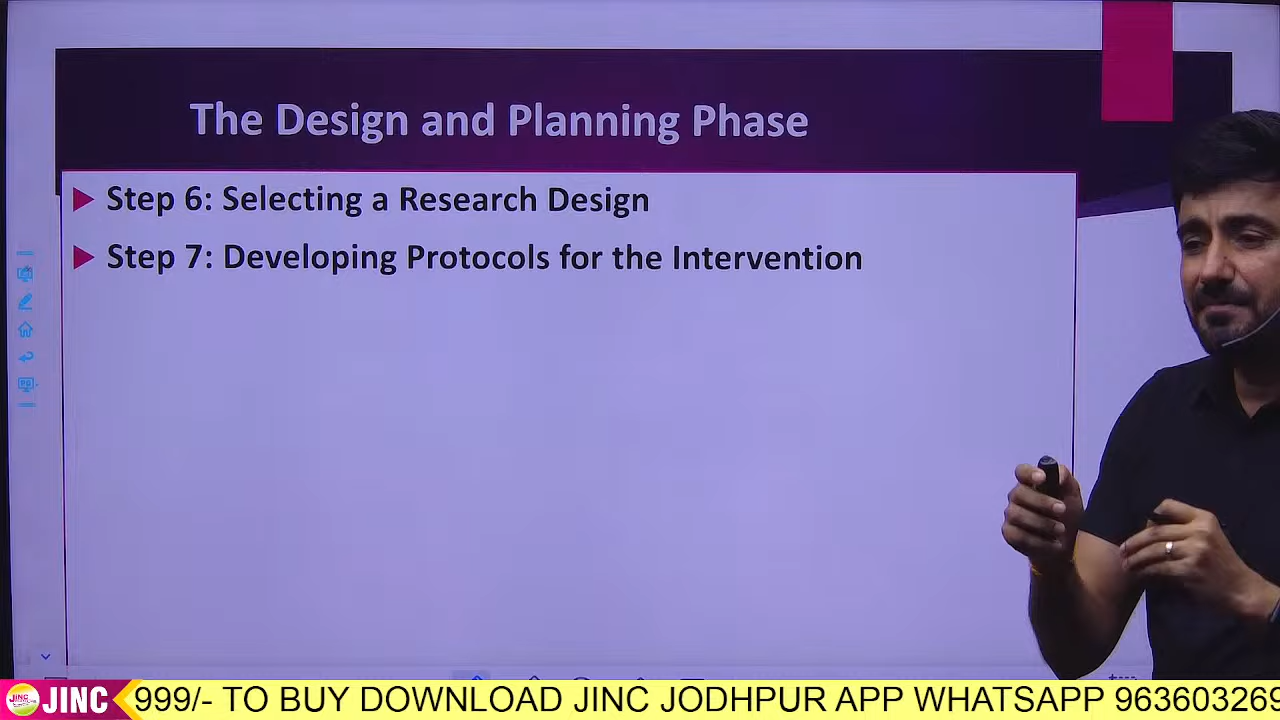 The Design and Planning Phase
Step 6: Selecting a Research Design
Step 7: Developing Protocols for the Intervention
JINC 999/- TO BUY DOWNLOAD JINC JODHPUR APP WHATSAPP 963603269